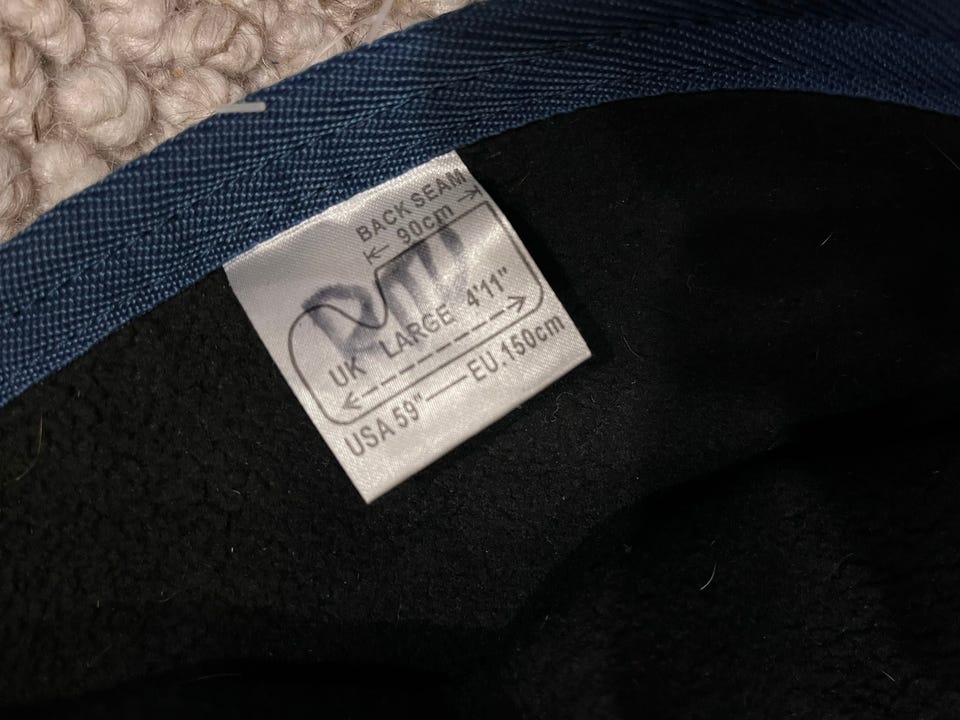 BACK SEAM
90cm
UK LARGE 4'11"
USA 59" EU.150cm